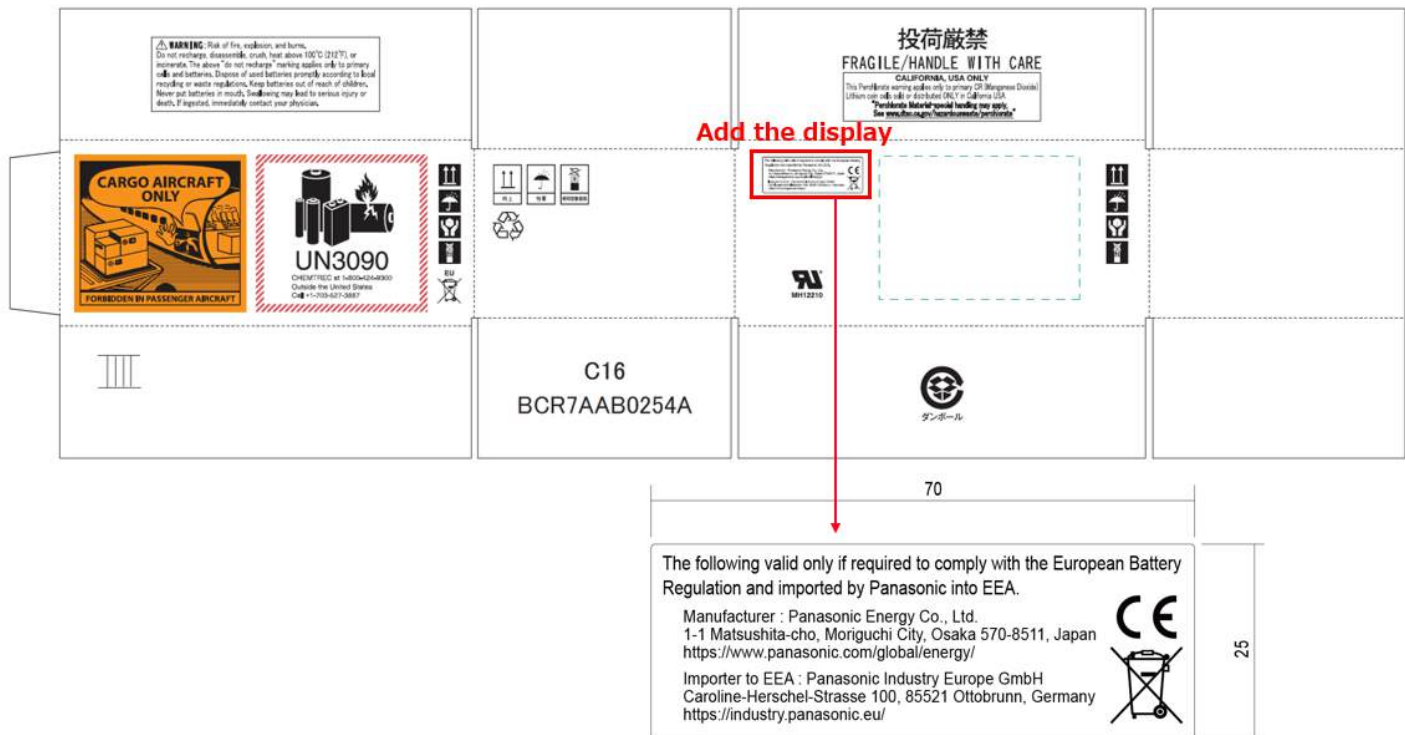 WARNING: Risk of fire, explosion, and burns.
Do not recharge, disassemble, crush, heat above 100°C (212°F), or
incinerate. The above "do not recharge" marking applies only to primary
cells and batteries. Dispose of used batteries promptly according to local
recycling or waste regulations. Keep batteries out of reach of children.
Never put batteries in mouth. Swallowing may lead to serious injury or
death. If ingested, immediately contact your physician.
投荷厳禁
FRAGILE/HANDLE WITH CARE
CALIFORNIA, USA ONLY
This Perchlorate warning applies only to primary CR (Manganese Dioxide)
Lithium coin cells sold or distributed ONLY in California USA
"Perchlorate Material-special handling may apply.
See www.dtsc.ca.gov/hazardouswaste/perchlorate"
Add the display
CARGO AIRCRAFT
ONLY
FORBIDDEN IN PASSENGER AIRCRAFT
UN3090
CHEMTREC at 1-800-424-9300
Outside the United States
Call +1-703-527-3887
EU
向上
MH12210
C16
BCR7AAB0254A
ダンボール
70
25
The following valid only if required to comply with the European Battery
Regulation and imported by Panasonic into EEA.
Manufacturer : Panasonic Energy Co., Ltd.
1-1 Matsushita-cho, Moriguchi City, Osaka 570-8511, Japan
https://www.panasonic.com/global/energy/
Importer to EEA : Panasonic Industry Europe GmbH
Caroline-Herschel-Strasse 100, 85521 Ottobrunn, Germany
https://industry.panasonic.eu/
CE